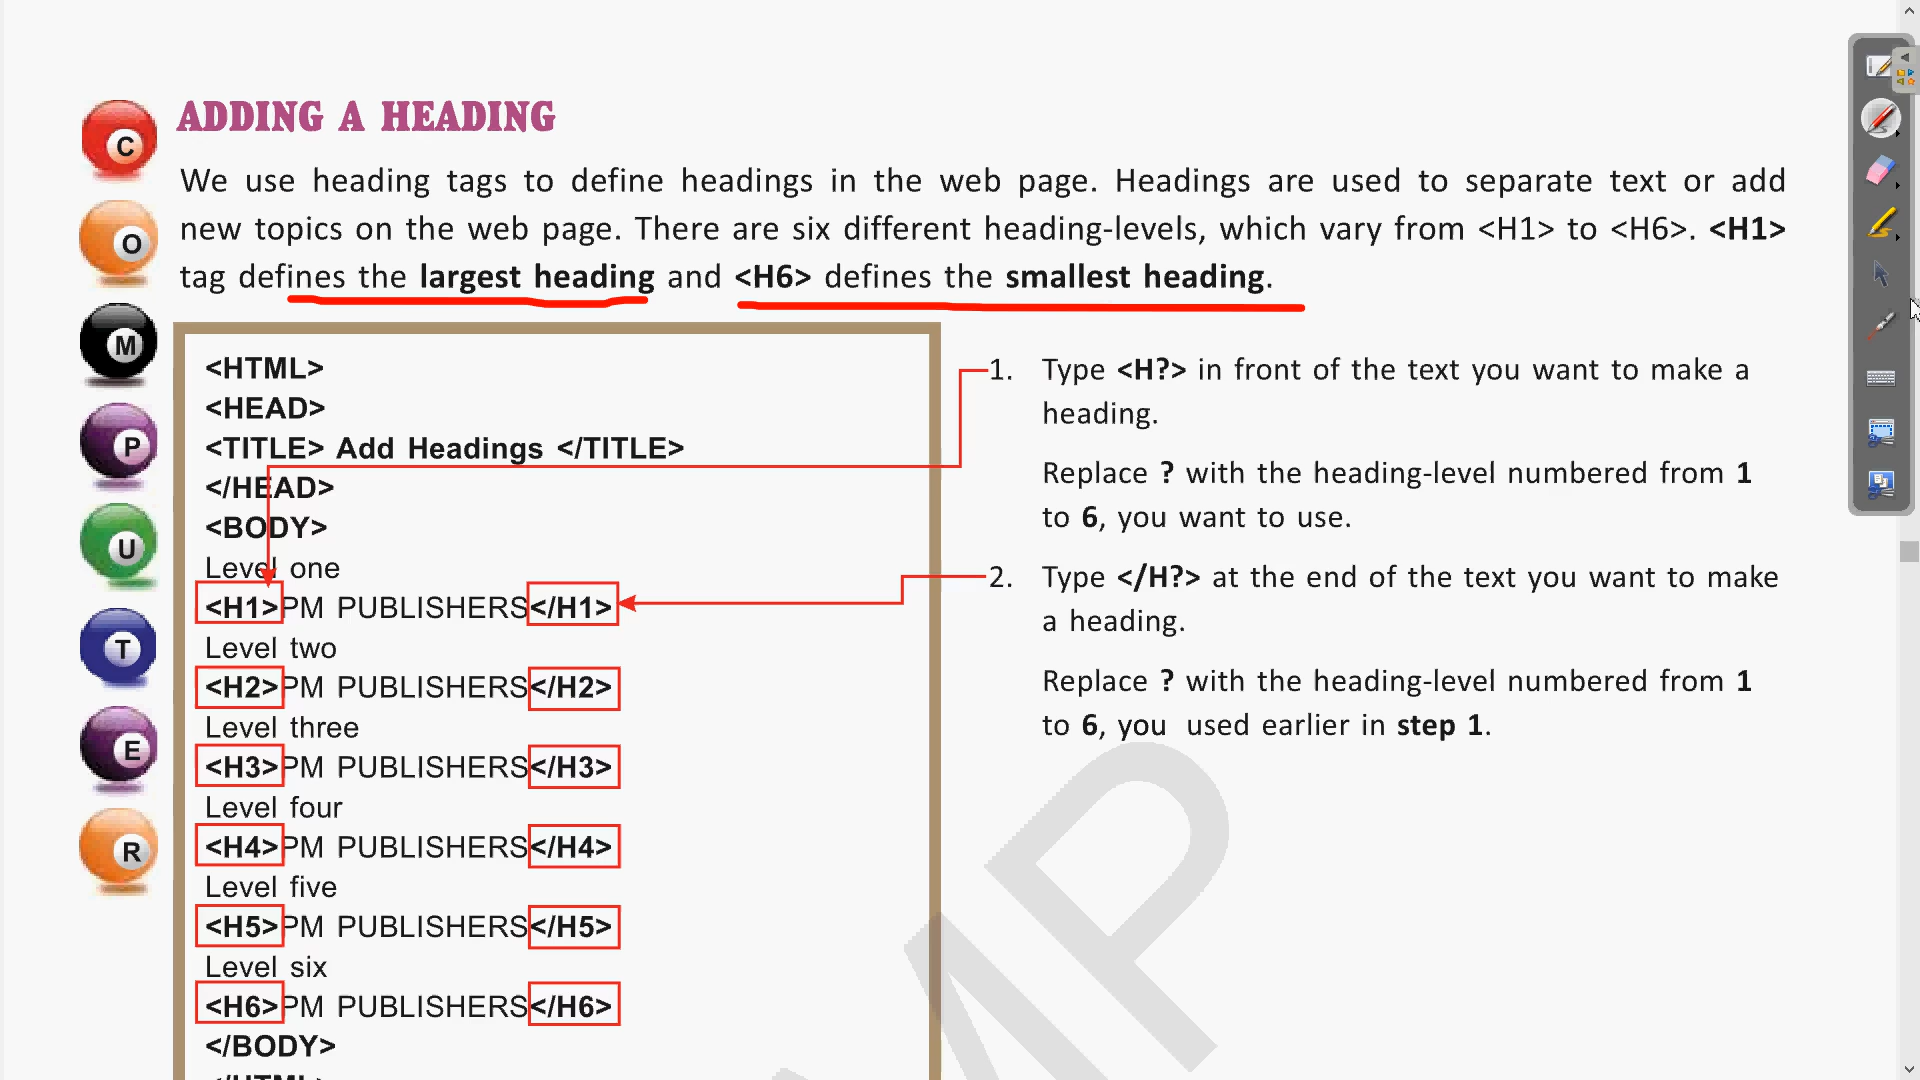 ADDING A HEADING
We use heading tags to define headings in the web page. Headings are used to separate text or add
new topics on the web page. There are six different heading-levels, which vary from <H1> to <H6>. <H1>
tag defines the largest heading and <H6> defines the smallest heading.
C
O
M
P
U
T
E
R
<HTML>
<HEAD>
<TITLE> Add Headings </TITLE>
</HEAD>
<BODY>
Level one
<H1>PM PUBLISHERS</H1>
Level two
<H2>PM PUBLISHERS</H2>
Level three
<H3>PM PUBLISHERS</H3>
Level four
<H4>PM PUBLISHERS</H4>
Level five
<H5>PM PUBLISHERS</H5>
Level six
<H6>PM PUBLISHERS</H6>
</BODY>
</HTML>
1. Type <H?> in front of the text you want to make a
heading.
Replace ? with the heading-level numbered from 1
to 6, you want to use.
2. Type </H?> at the end of the text you want to make
a heading.
Replace ? with the heading-level numbered from 1
to 6, you used earlier in step 1.
MP